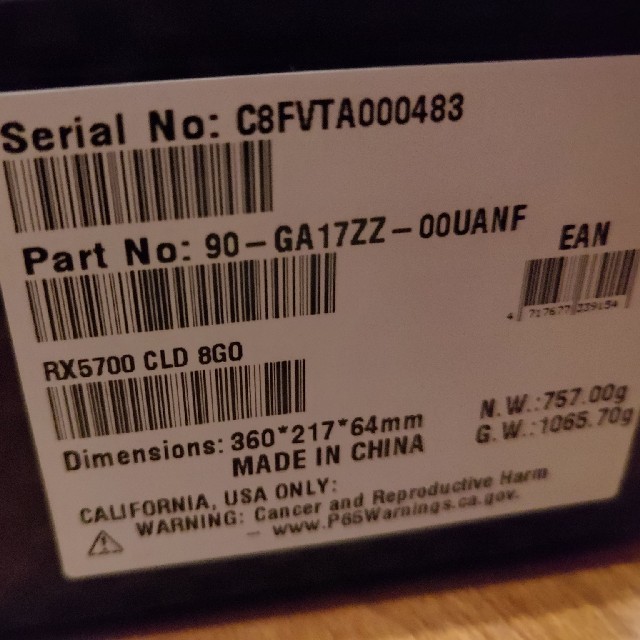 Serial No: C8FVTA000483
Part No: 90-GA17ZZ-00UANF
EAN
RX5700 CLD 8GO
N.W.:757.00g
G.W.:1065.70g
Dimensions: 360*217*64mm
MADE IN CHINA
CALIFORNIA, USA ONLY:
WARNING: Cancer and Reproductive Harm
- www.P65Warnings.ca.gov.